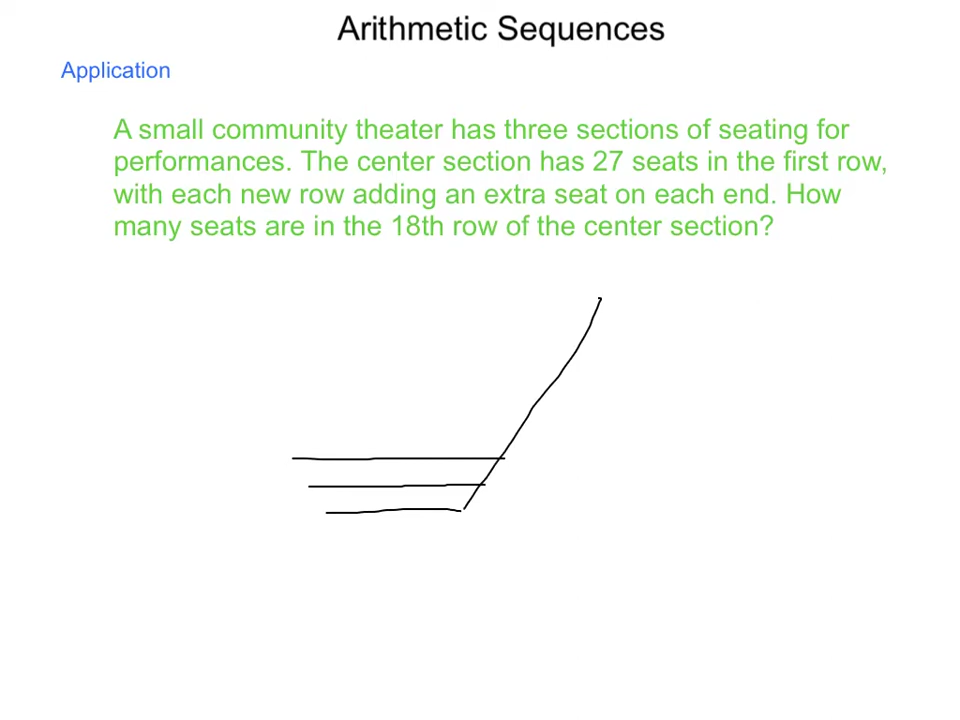 Arithmetic Sequences
Application
A small community theater has three sections of seating for
performances. The center section has 27 seats in the first row,
with each new row adding an extra seat on each end. How
many seats are in the 18th row of the center section?